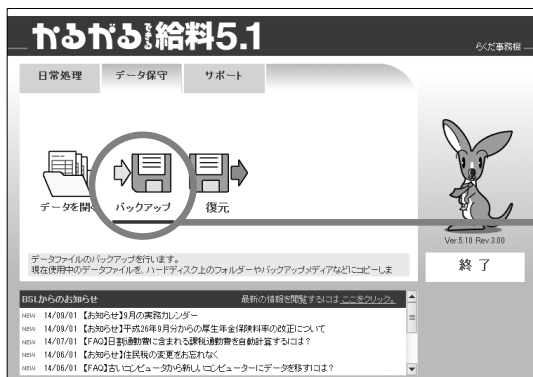 かるがるできる給料5.1
らくだ事務機
日常処理 データ保守 サポート
データを開く バックアップ 復元
Ver.5.10 Rev.3.00
データファイルのバックアップを行います。
現在使用中のデータファイルを、ハードディスク上のフォルダーやバックアップメディアなどにコピーしま
終了
BSLからのお知らせ 最新の情報を閲覧するには ここをクリック。
NEW 14/09/01 【お知らせ】9月の実務カレンダー
NEW 14/09/01 【お知らせ】平成26年9月分からの厚生年金保険料率の改正について
NEW 14/07/01 【FAQ】日割通勤費に含まれる課税通勤費を自動計算するには？
NEW 14/06/01 【お知らせ】住民税の変更をお忘れなく
NEW 14/06/01 【FAQ】古いコンピュータから新しいコンピューターにデータを移すには？